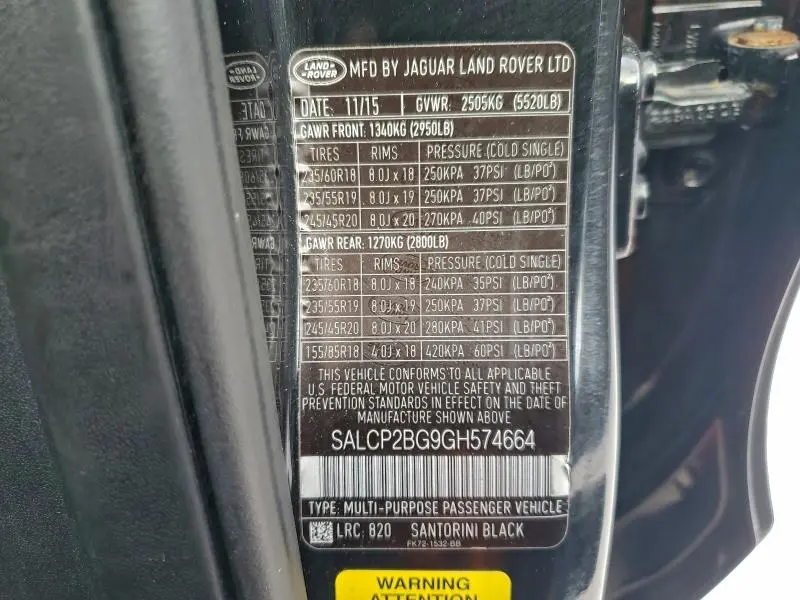 LAND ROVER MFD BY JAGUAR LAND ROVER LTD
DATE: 11/15 GVWR: 2505KG (5520LB)
GAWR FRONT: 1340KG (2950LB)
TIRES RIMS PRESSURE (COLD SINGLE)
235/60R18 8.0J x 18 250KPA 37PSI (LB/PO²)
235/55R19 8.0J x 19 250KPA 37PSI (LB/PO²)
245/45R20 8.0J x 20 270KPA 40PSI (LB/PO²)
GAWR REAR: 1270KG (2800LB)
TIRES RIMS PRESSURE (COLD SINGLE)
235/60R18 8.0J x 18 240KPA 35PSI (LB/PO²)
235/55R19 8.0J x 19 250KPA 37PSI (LB/PO²)
245/45R20 8.0J x 20 280KPA 41PSI (LB/PO²)
155/85R18 4.0J x 18 420KPA 60PSI (LB/PO²)
THIS VEHICLE CONFORMS TO ALL APPLICABLE
U.S. FEDERAL MOTOR VEHICLE SAFETY AND THEFT
PREVENTION STANDARDS IN EFFECT ON THE DATE OF
MANUFACTURE SHOWN ABOVE
SALCP2BG9GH574664
TYPE: MULTI-PURPOSE PASSENGER VEHICLE
LRC: 820 SANTORINI BLACK
FK72-1532-BB
WARNING
ATTENTION